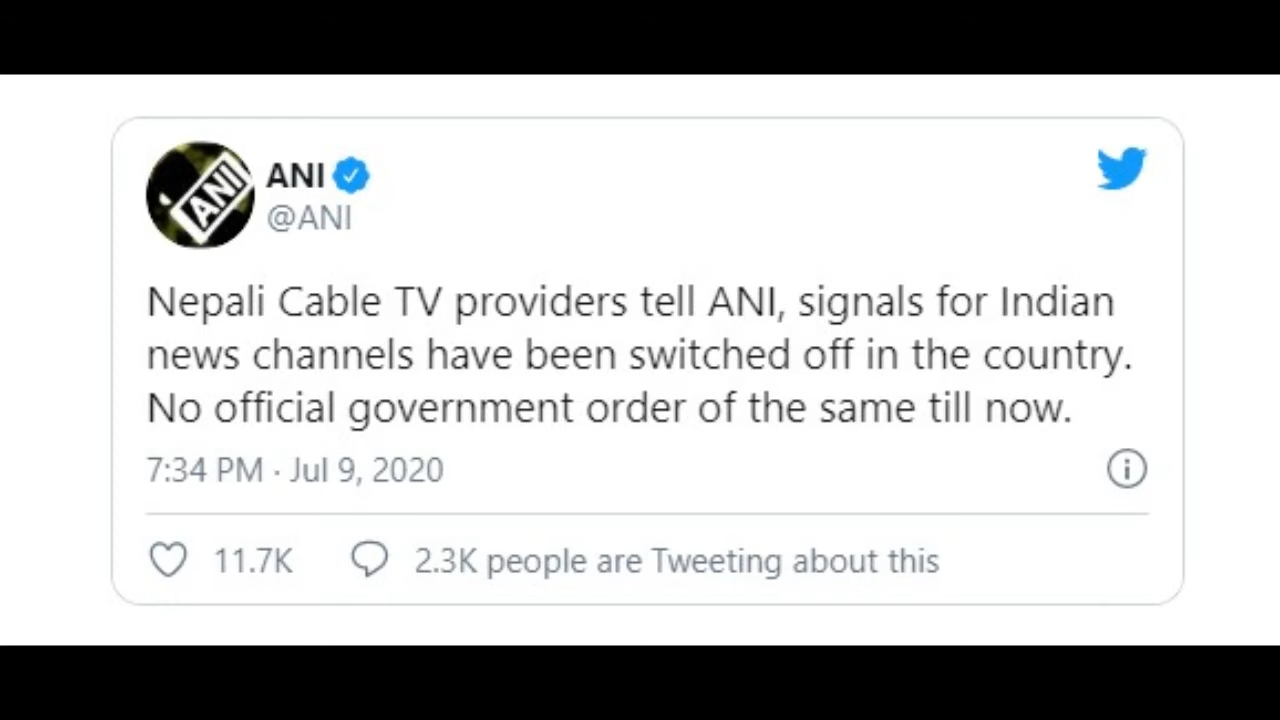 ANI
ANI
@ANI
Nepali Cable TV providers tell ANI, signals for Indian
news channels have been switched off in the country.
No official government order of the same till now.
7:34 PM · Jul 9, 2020
11.7K 2.3K people are Tweeting about this